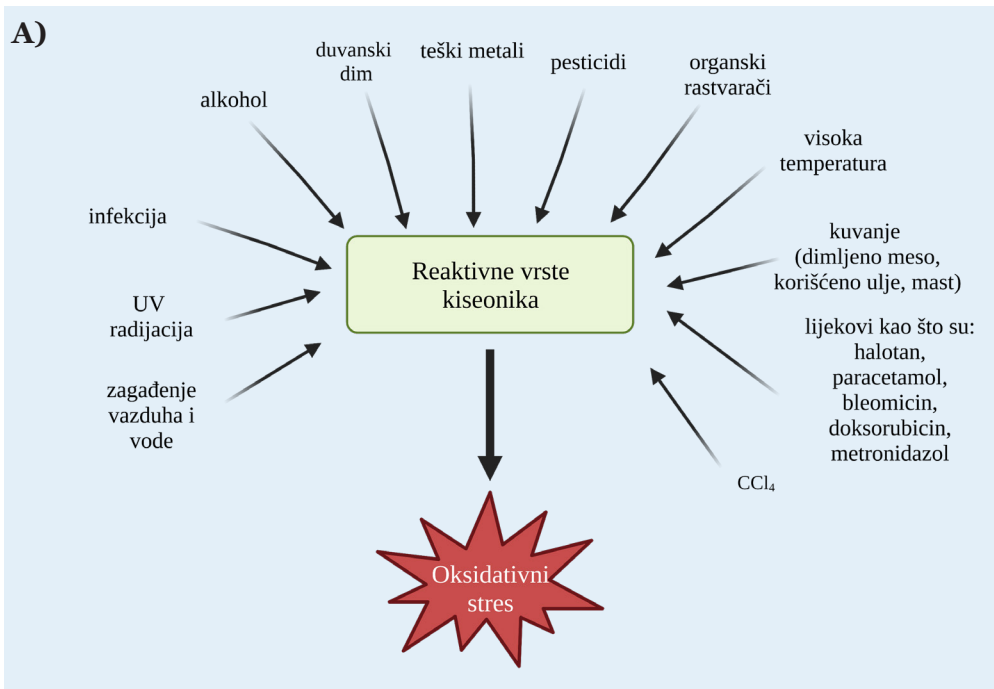 A)
duvanski
dim
teški metali
pesticidi
organski
rastvarači
alkohol
visoka
temperatura
infekcija
kuvanje
(dimljeno meso,
korišćeno ulje, mast)
Reaktivne vrste
kiseonika
UV
radijacija
lijekovi kao što su:
halotan,
paracetamol,
bleomicin,
doksorubicin,
metronidazol
zagađenje
vazduha i
vode
CCl₄
Oksidativni
stres